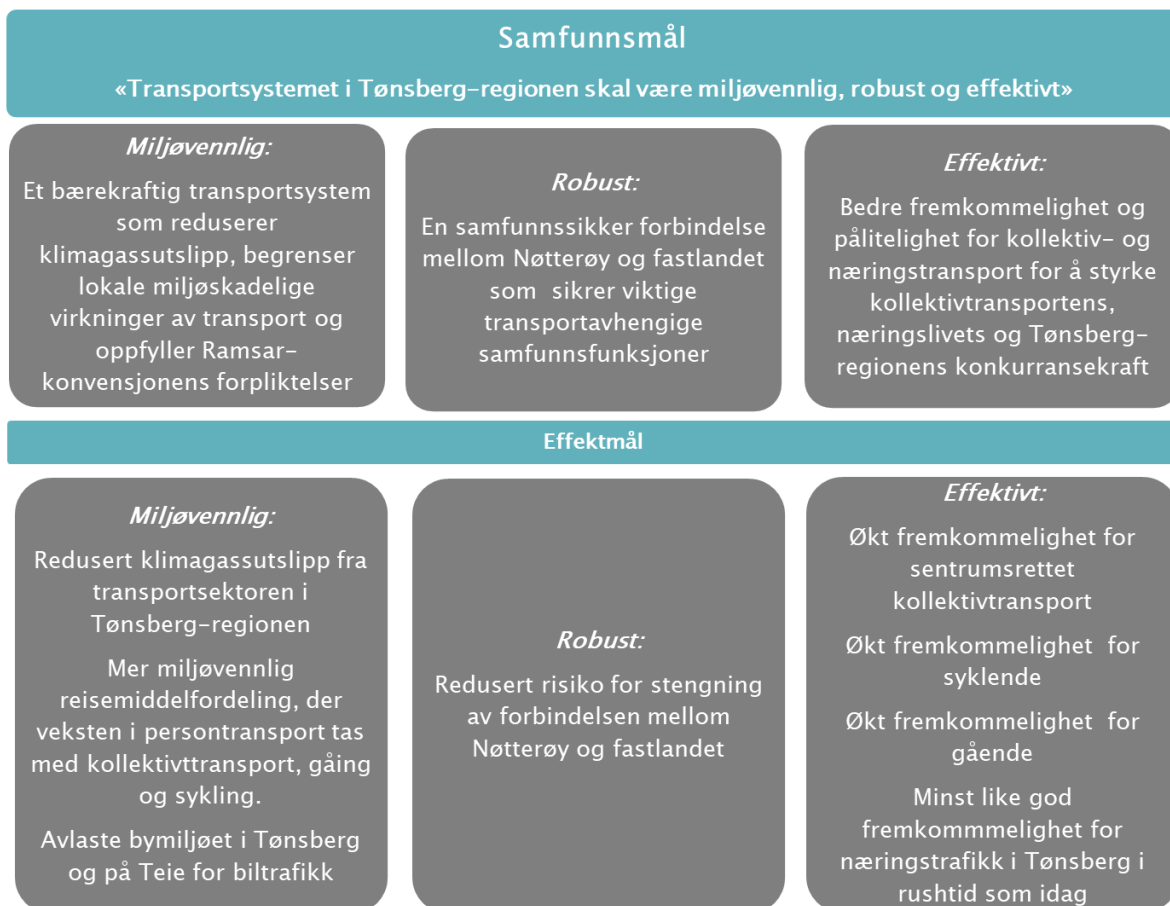 Samfunnsmål
«Transportsystemet i Tønsberg-regionen skal være miljøvennlig, robust og effektivt»
Miljøvennlig:
Et bærekraftig transportsystem
som reduserer
klimagassutslipp, begrenser
lokale miljøskadelige
virkninger av transport og
oppfyller Ramsar-
konvensjonens forpliktelser
Robust:
En samfunnssikker forbindelse
mellom Nøtterøy og fastlandet
som sikrer viktige
transportavhengige
samfunnsfunksjoner
Effektivt:
Bedre fremkommelighet og
pålitelighet for kollektiv- og
næringstransport for å styrke
kollektivtransportens,
næringslivets og Tønsberg-
regionens konkurransekraft
Effektmål
Miljøvennlig:
Redusert klimagassutslipp fra
transportsektoren i
Tønsberg-regionen
Mer miljøvennlig
reisemiddelfordeling, der
veksten i persontransport tas
med kollektivttransport, gåing
og sykling.
Avlaste bymiljøet i Tønsberg
og på Teie for biltrafikk
Robust:
Redusert risiko for stengning
av forbindelsen mellom
Nøtterøy og fastlandet
Effektivt:
Økt fremkommelighet for
sentrumsrettet
kollektivtransport
Økt fremkommelighet for
syklende
Økt fremkommelighet for
gående
Minst like god
fremkommmelighet for
næringstrafikk i Tønsberg i
rushtid som idag